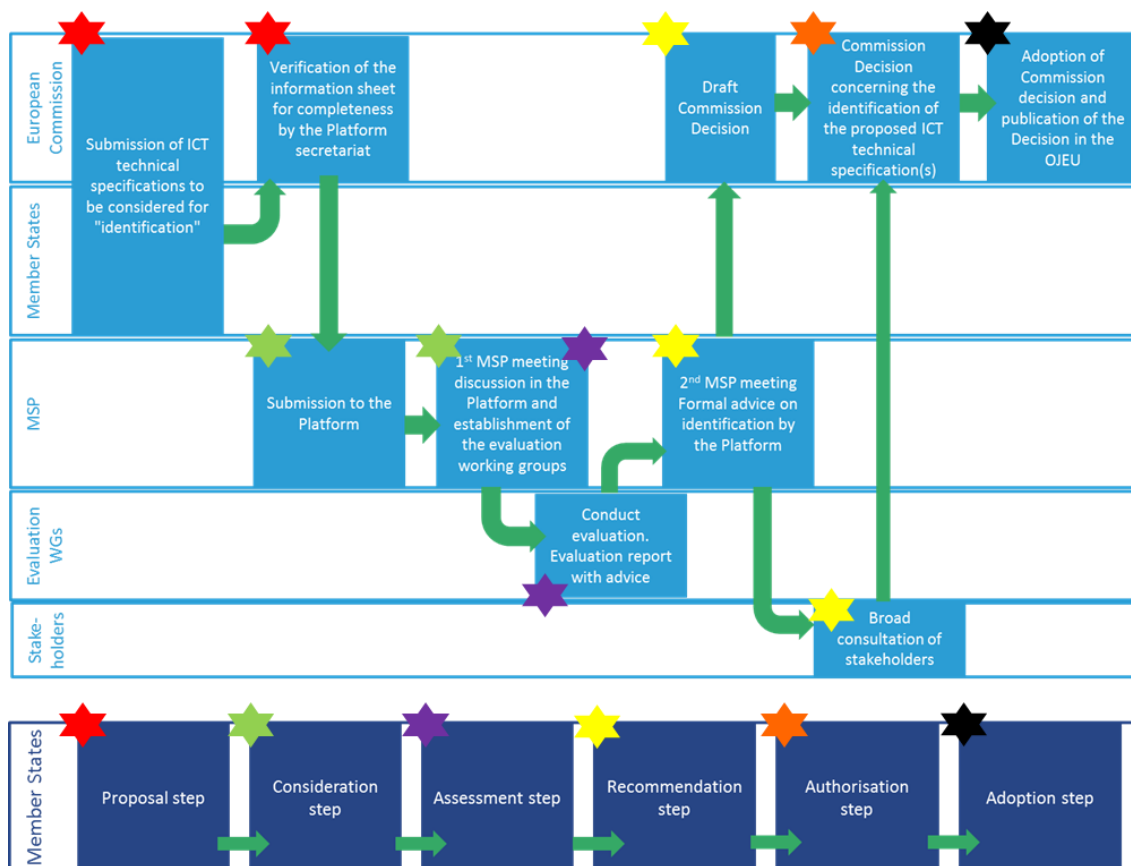 European
Commission
Submission of ICT
technical
specifications to
be considered for
"identification"
Verification of the
information sheet
for completeness
by the Platform
secretariat
Draft
Commission
Decision
Commission
Decision
concerning the
identification of
the proposed ICT
technical
specification(s)
Adoption of
Commission
decision and
publication of the
Decision in the
OJEU
Member States
MSP
Submission to the
Platform
1st MSP meeting
discussion in the
Platform and
establishment of
the evaluation
working groups
2nd MSP meeting
Formal advice on
identification by
the Platform
Evaluation
WGs
Conduct
evaluation.
Evaluation report
with advice
Stake-
holders
Broad
consultation of
stakeholders
Member States
Proposal step
Consideration
step
Assessment step
Recommendation
step
Authorisation
step
Adoption step